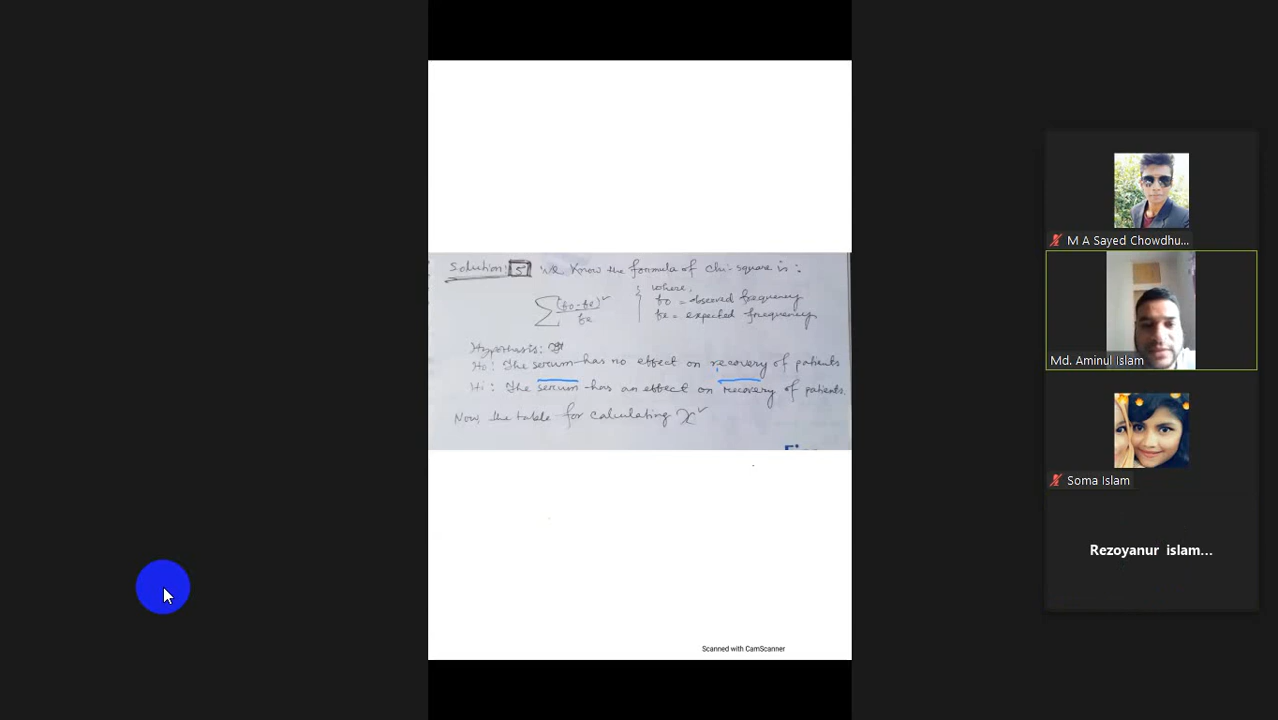 Solution: 5 We know the formula of chi-square is :
∑ (fo-fe)² / fe
where,
fo = observed frequency
fe = expected frequency
Hypothesis:
Ho: The serum has no effect on recovery of patients
Hi: The serum has an effect on recovery of patients.
Now, the table for calculating χ²
Scanned with CamScanner
M A Sayed Chowdhu...
Md. Aminul Islam
Soma Islam
Rezoyanur islam...